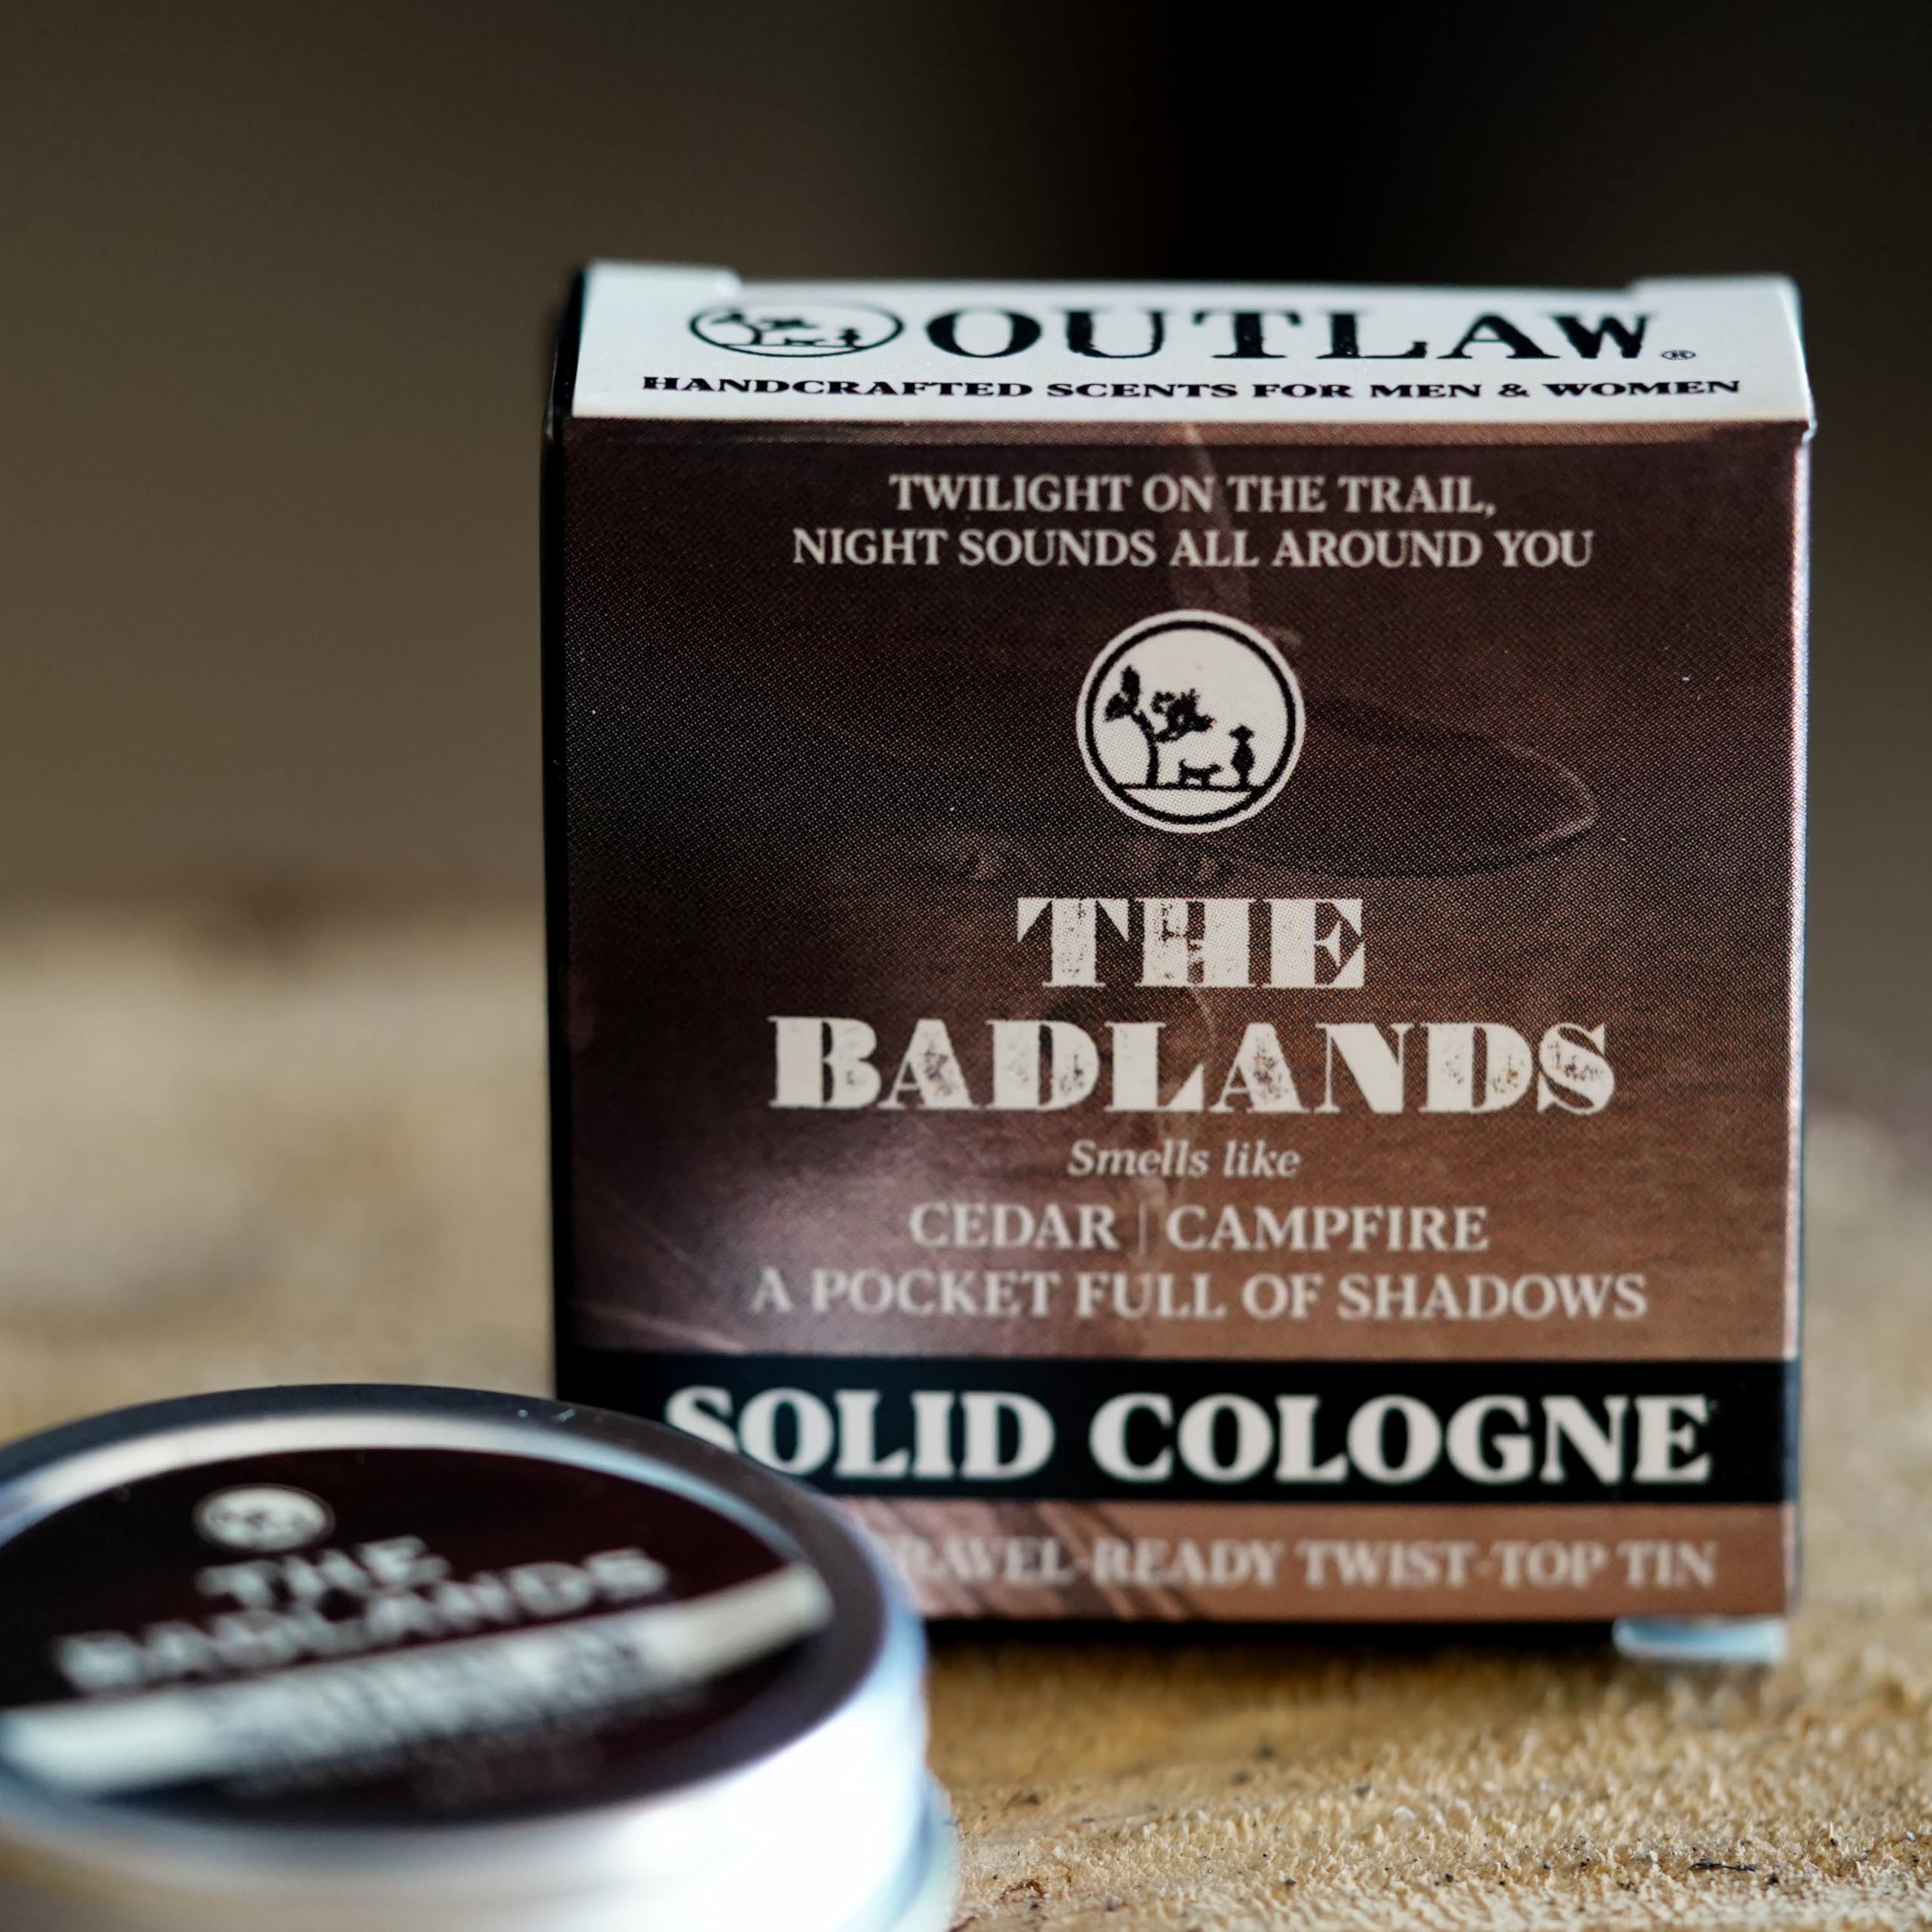 OUTLAW®
HANDCRAFTED SCENTS FOR MEN & WOMEN
TWILIGHT ON THE TRAIL,
NIGHT SOUNDS ALL AROUND YOU
THE
BADLANDS
Smells like
CEDAR | CAMPFIRE
A POCKET FULL OF SHADOWS
SOLID COLOGNE
READY TWIST-TOP TIN
THE
BADLANDS